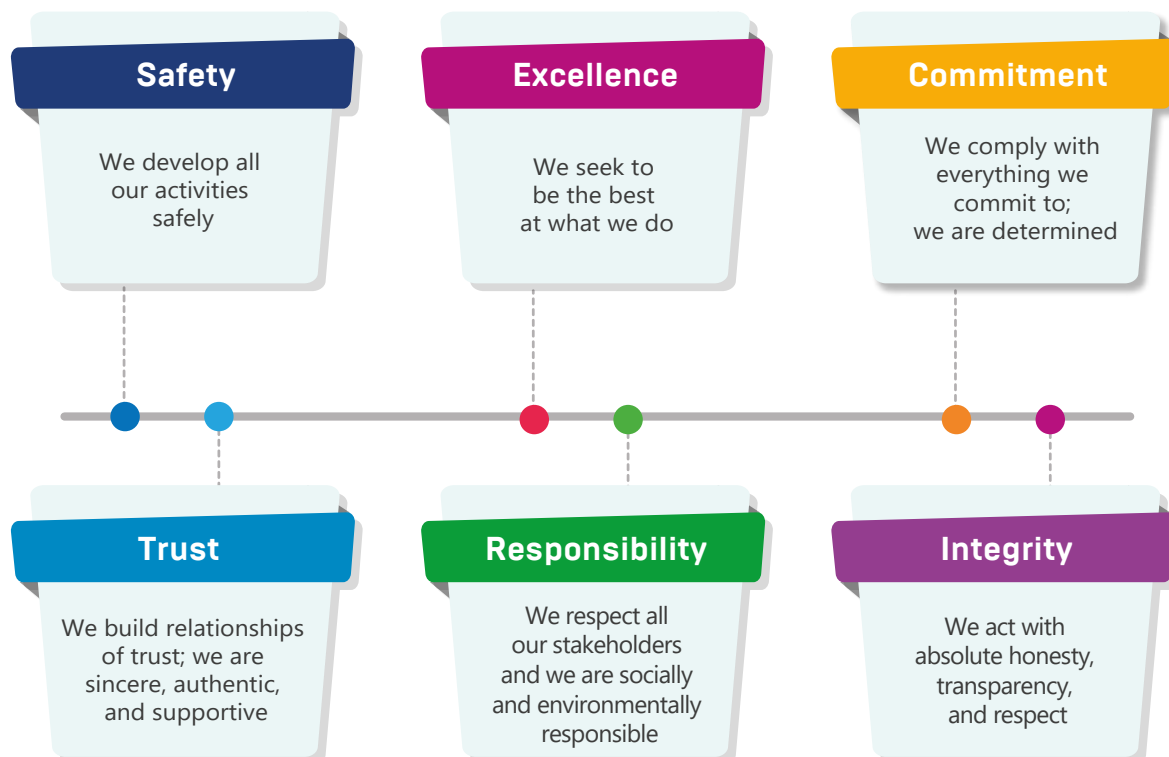 Safety
We develop all
our activities
safely
Excellence
We seek to
be the best
at what we do
Commitment
We comply with
everything we
commit to;
we are determined
Trust
We build relationships
of trust; we are
sincere, authentic,
and supportive
Responsibility
We respect all
our stakeholders
and we are socially
and environmentally
responsible
Integrity
We act with
absolute honesty,
transparency,
and respect